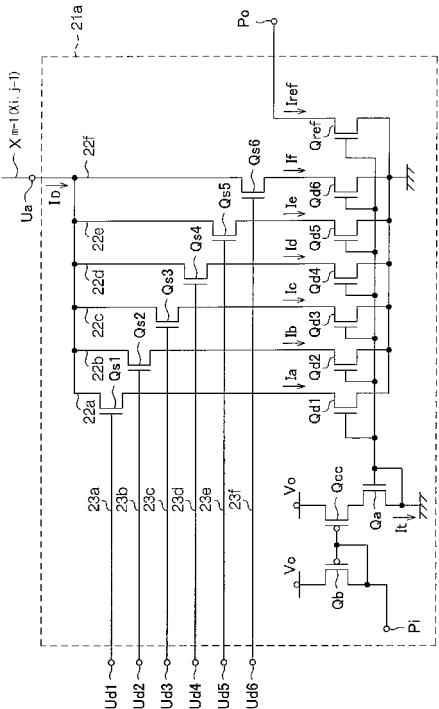 X m-1(Xi, j-1)
21a
Ua
ID
22f
22e
22d
22c
22b
22a
Qs1
Qs2
Qs3
Qs4
Qs5
Qs6
23a
23b
23c
23d
23e
23f
Ud1
Ud2
Ud3
Ud4
Ud5
Ud6
Ia
Ib
Ic
Id
Ie
If
Iref
Po
Qd1
Qd2
Qd3
Qd4
Qd5
Qd6
Qref
Vo
Vo
Qcc
Qb
Qa
It
Pi